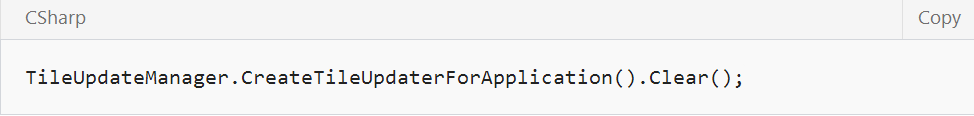 CSharp
Copy
TileUpdateManager.CreateTileUpdaterForApplication().Clear();